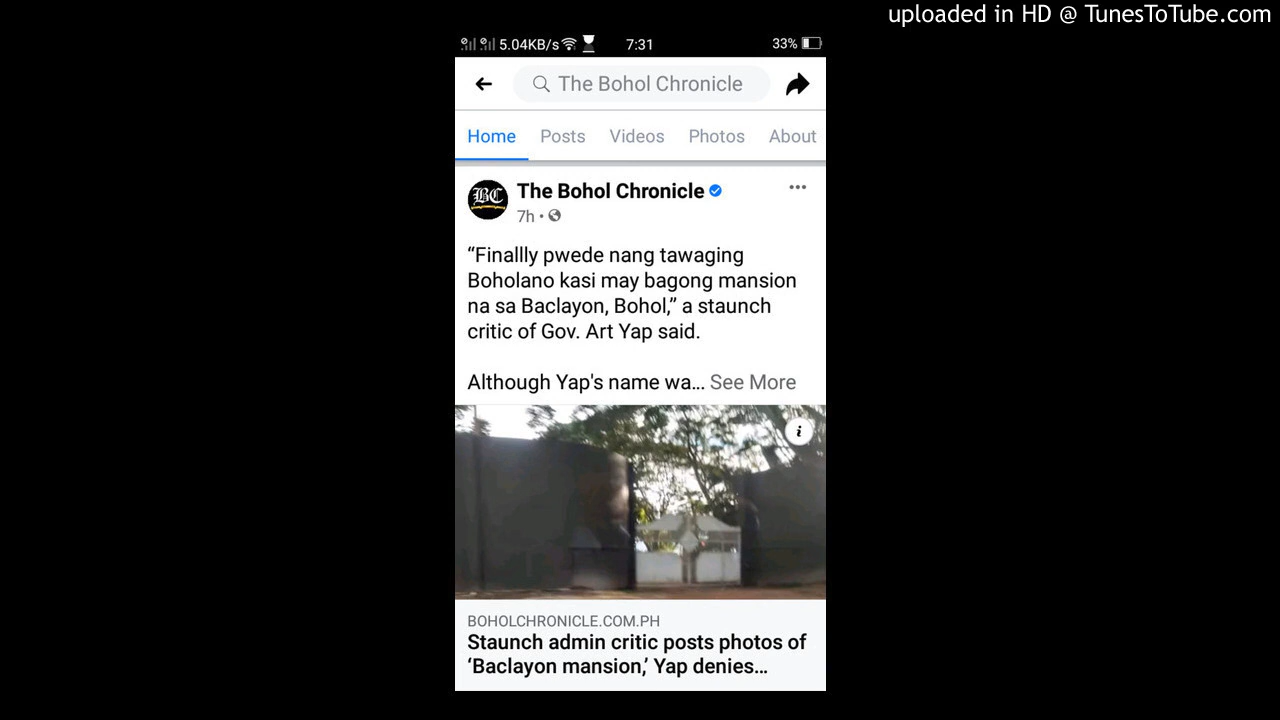 uploaded in HD @ TunesToTube.com
5.04KB/s 7:31 33%
The Bohol Chronicle
Home Posts Videos Photos About
BC The Bohol Chronicle
7h •
“Finallly pwede nang tawaging
Boholano kasi may bagong mansion
na sa Baclayon, Bohol,” a staunch
critic of Gov. Art Yap said.
Although Yap's name wa... See More
i
BOHOLCHRONICLE.COM.PH
Staunch admin critic posts photos of
‘Baclayon mansion,’ Yap denies...